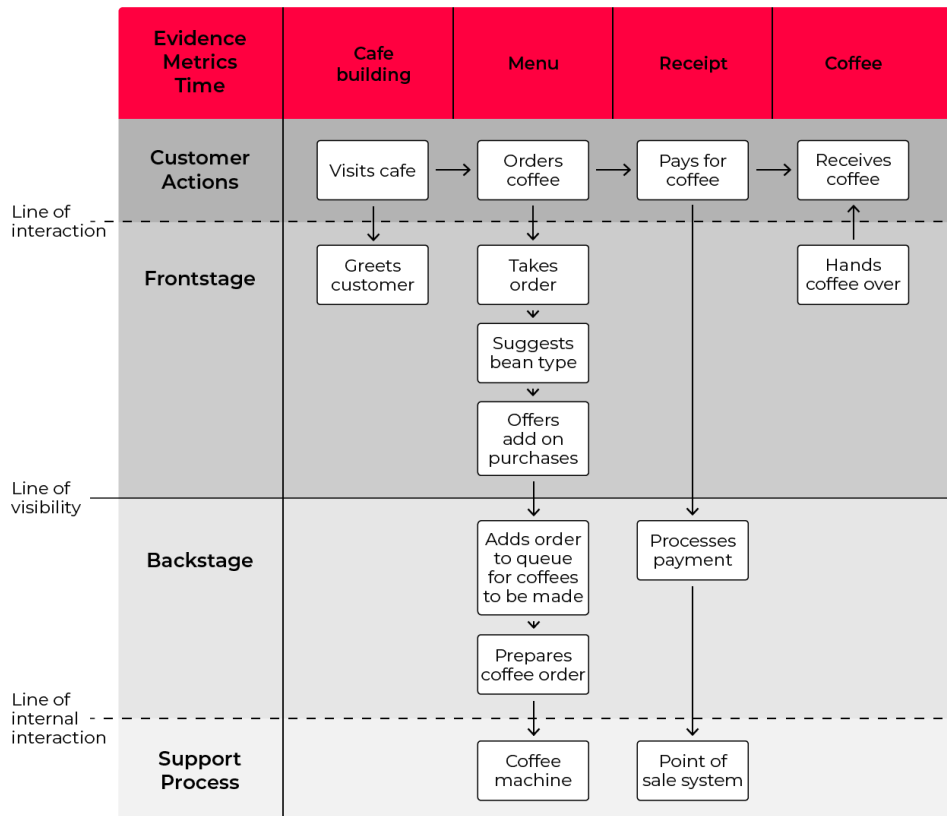 Evidence
Metrics
Time
Cafe
building
Menu
Receipt
Coffee
Customer
Actions
Visits cafe
Orders
coffee
Pays for
coffee
Receives
coffee
Line of
interaction
Frontstage
Greets
customer
Takes
order
Hands
coffee over
Suggests
bean type
Offers
add on
purchases
Line of
visibility
Backstage
Adds order
to queue
for coffees
to be made
Processes
payment
Prepares
coffee order
Line of
internal
interaction
Support
Process
Coffee
machine
Point of
sale system